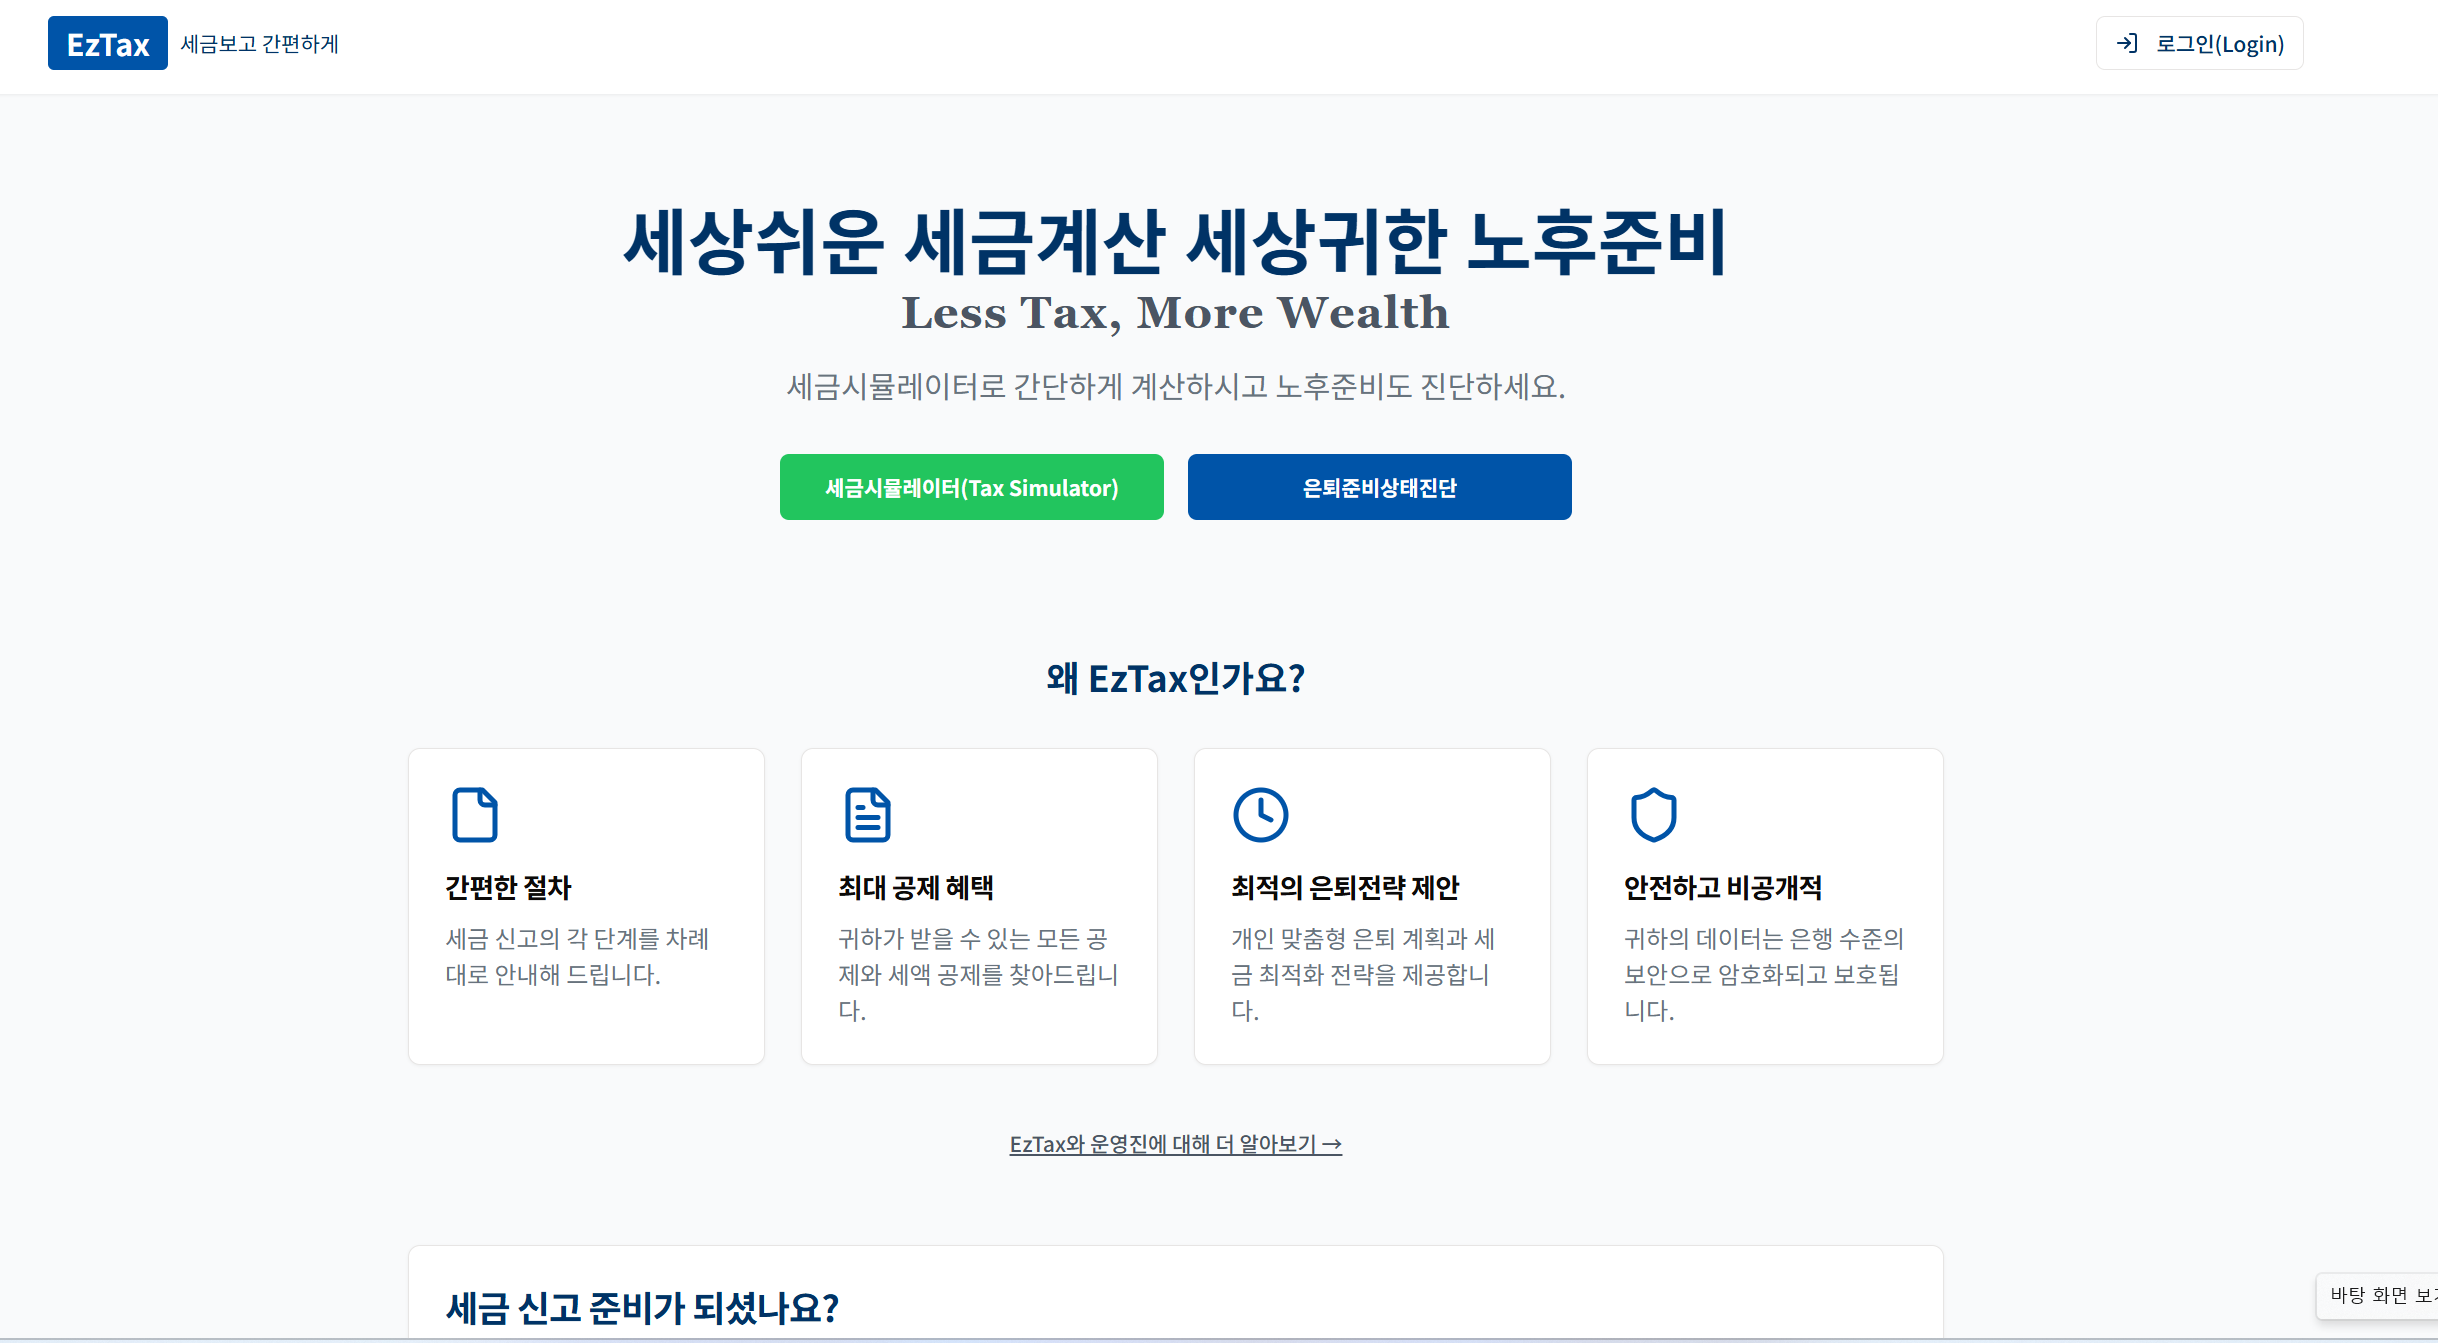 EzTax 세금보고 간편하게
로그인(Login)
세상쉬운 세금계산 세상귀한 노후준비
Less Tax, More Wealth
세금시뮬레이터로 간단하게 계산하시고 노후준비도 진단하세요.
세금시뮬레이터(Tax Simulator)
은퇴준비상태진단
왜 EzTax인가요?
간편한 절차
세금 신고의 각 단계를 차례
대로 안내해 드립니다.
최대 공제 혜택
귀하가 받을 수 있는 모든 공
제와 세액 공제를 찾아드립니
다.
최적의 은퇴전략 제안
개인 맞춤형 은퇴 계획과 세
금 최적화 전략을 제공합니
다.
안전하고 비공개적
귀하의 데이터는 은행 수준의
보안으로 암호화되고 보호됩
니다.
EzTax와 운영진에 대해 더 알아보기 →
세금 신고 준비가 되셨나요?
바탕 화면